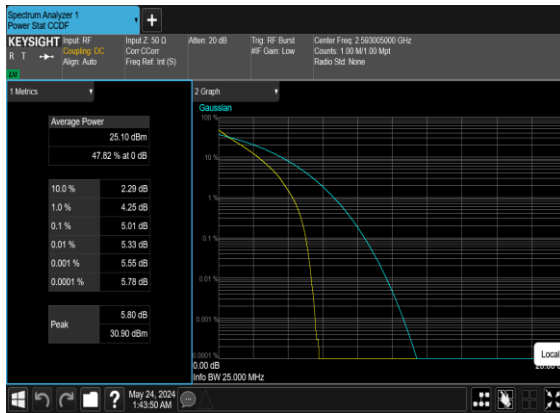 Spectrum Analyzer 1
Power Stat CCDF
KEYSIGHT
R T
Input: RF
Coupling: DC
Align: Auto
Input Z: 50 Ω
Corr CCorr
Freq Ref: Int (S)
Atten: 20 dB
Trig: RF Burst
#IF Gain: Low
Center Freq: 2.593005000 GHz
Counts: 1.00 M/1.00 Mpt
Radio Std: None
1 Metrics
Average Power
25.10 dBm
47.82 % at 0 dB
10.0 % 2.29 dB
1.0 % 4.25 dB
0.1 % 5.01 dB
0.01 % 5.33 dB
0.001 % 5.55 dB
0.0001 % 5.78 dB
Peak
5.80 dB
30.90 dBm
2 Graph
Gaussian
100 %
10 %
1 %
0.1 %
0.01 %
0.001 %
0.0001 %
0.00 dB
Info BW 25.000 MHz
Local
May 24, 2024
1:43:50 AM